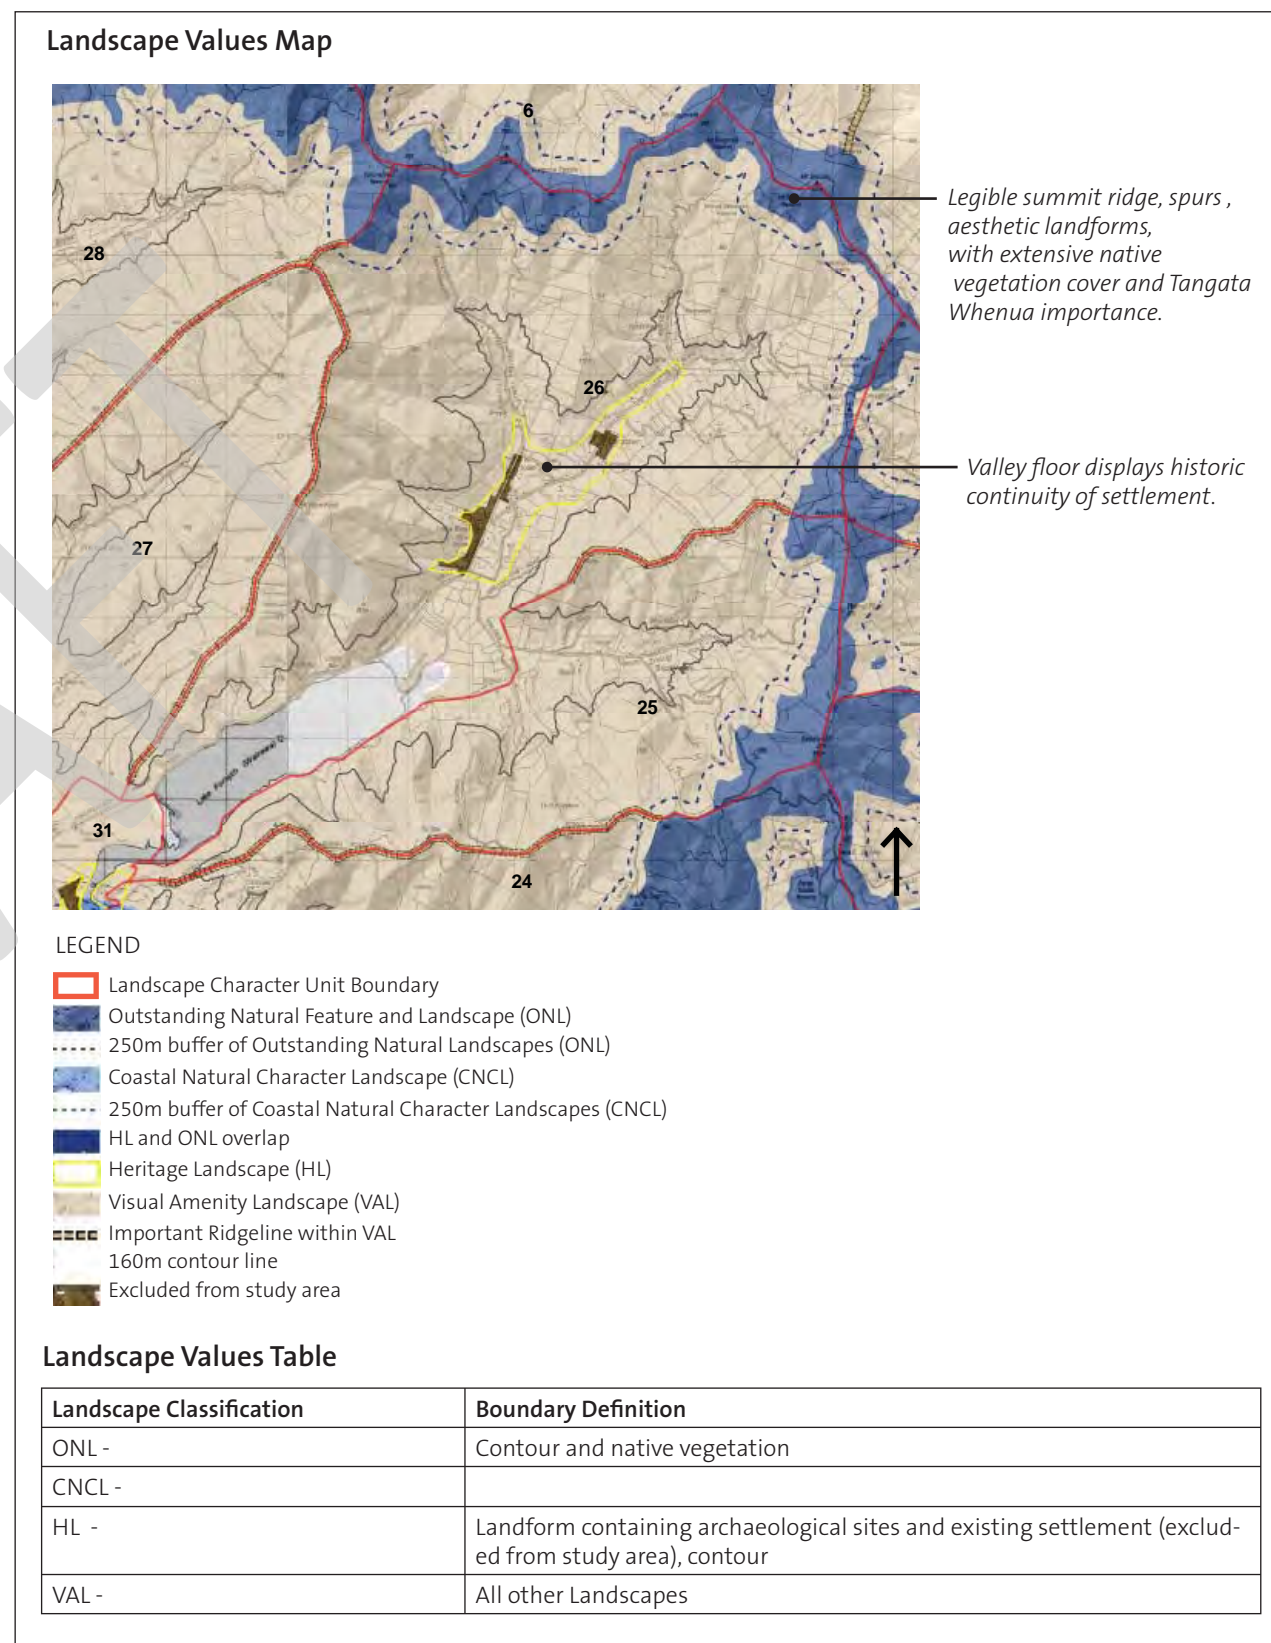 Landscape Values Map
6
28
26
27
25
31
24
Lake Forsyth (Wairewa)
Legible summit ridge, spurs ,
aesthetic landforms,
with extensive native
vegetation cover and Tangata
Whenua importance.
Valley floor displays historic
continuity of settlement.
LEGEND
Landscape Character Unit Boundary
Outstanding Natural Feature and Landscape (ONL)
250m buffer of Outstanding Natural Landscapes (ONL)
Coastal Natural Character Landscape (CNCL)
250m buffer of Coastal Natural Character Landscapes (CNCL)
HL and ONL overlap
Heritage Landscape (HL)
Visual Amenity Landscape (VAL)
Important Ridgeline within VAL
160m contour line
Excluded from study area
Landscape Values Table
Landscape Classification Boundary Definition
ONL - Contour and native vegetation
CNCL -
HL - Landform containing archaeological sites and existing settlement (exclud-
ed from study area), contour
VAL - All other Landscapes